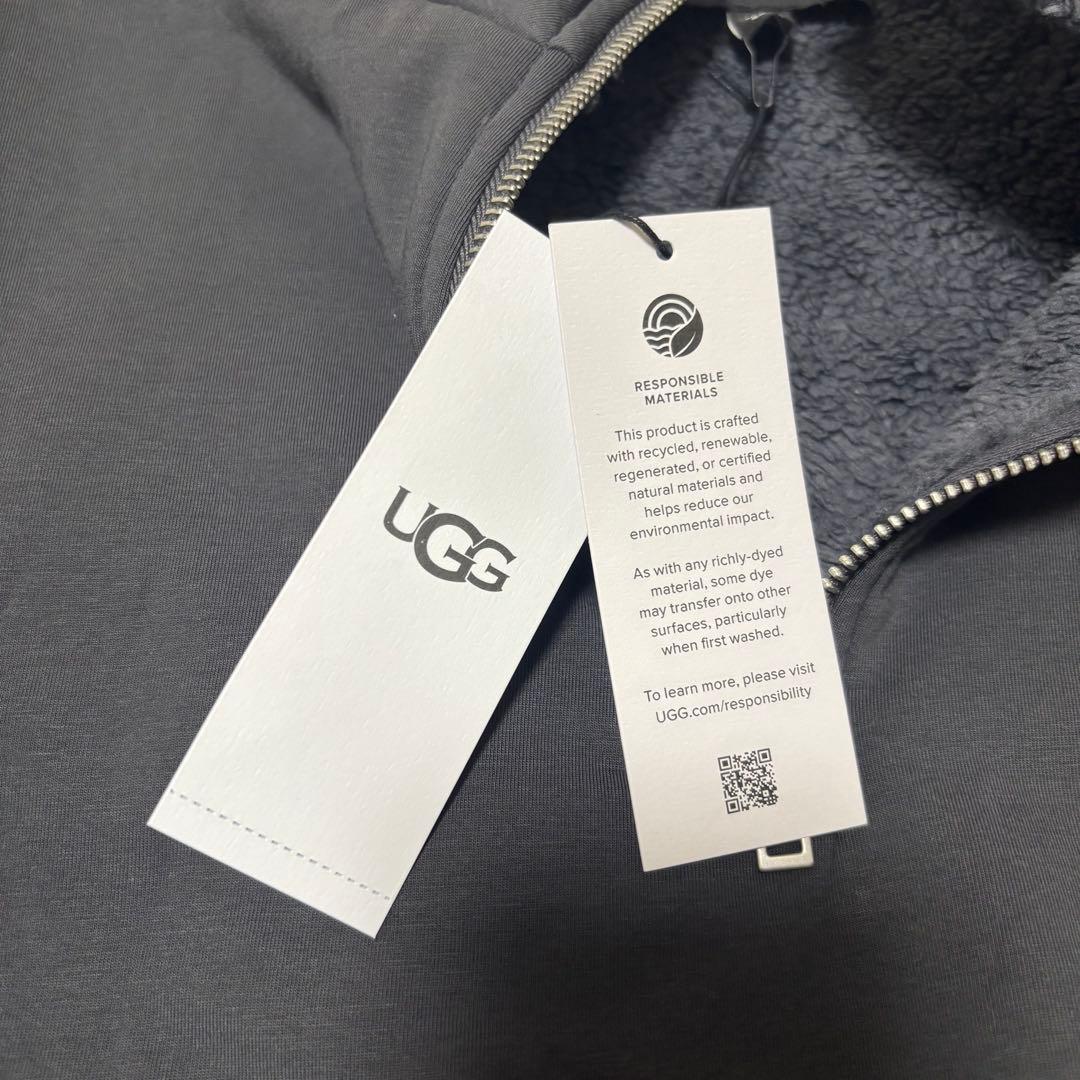 UGG
RESPONSIBLE
MATERIALS
This product is crafted
with recycled, renewable,
regenerated, or certified
natural materials and
helps reduce our
environmental impact.
As with any richly-dyed
material, some dye
may transfer onto other
surfaces, particularly
when first washed.
To learn more, please visit
UGG.com/responsibility